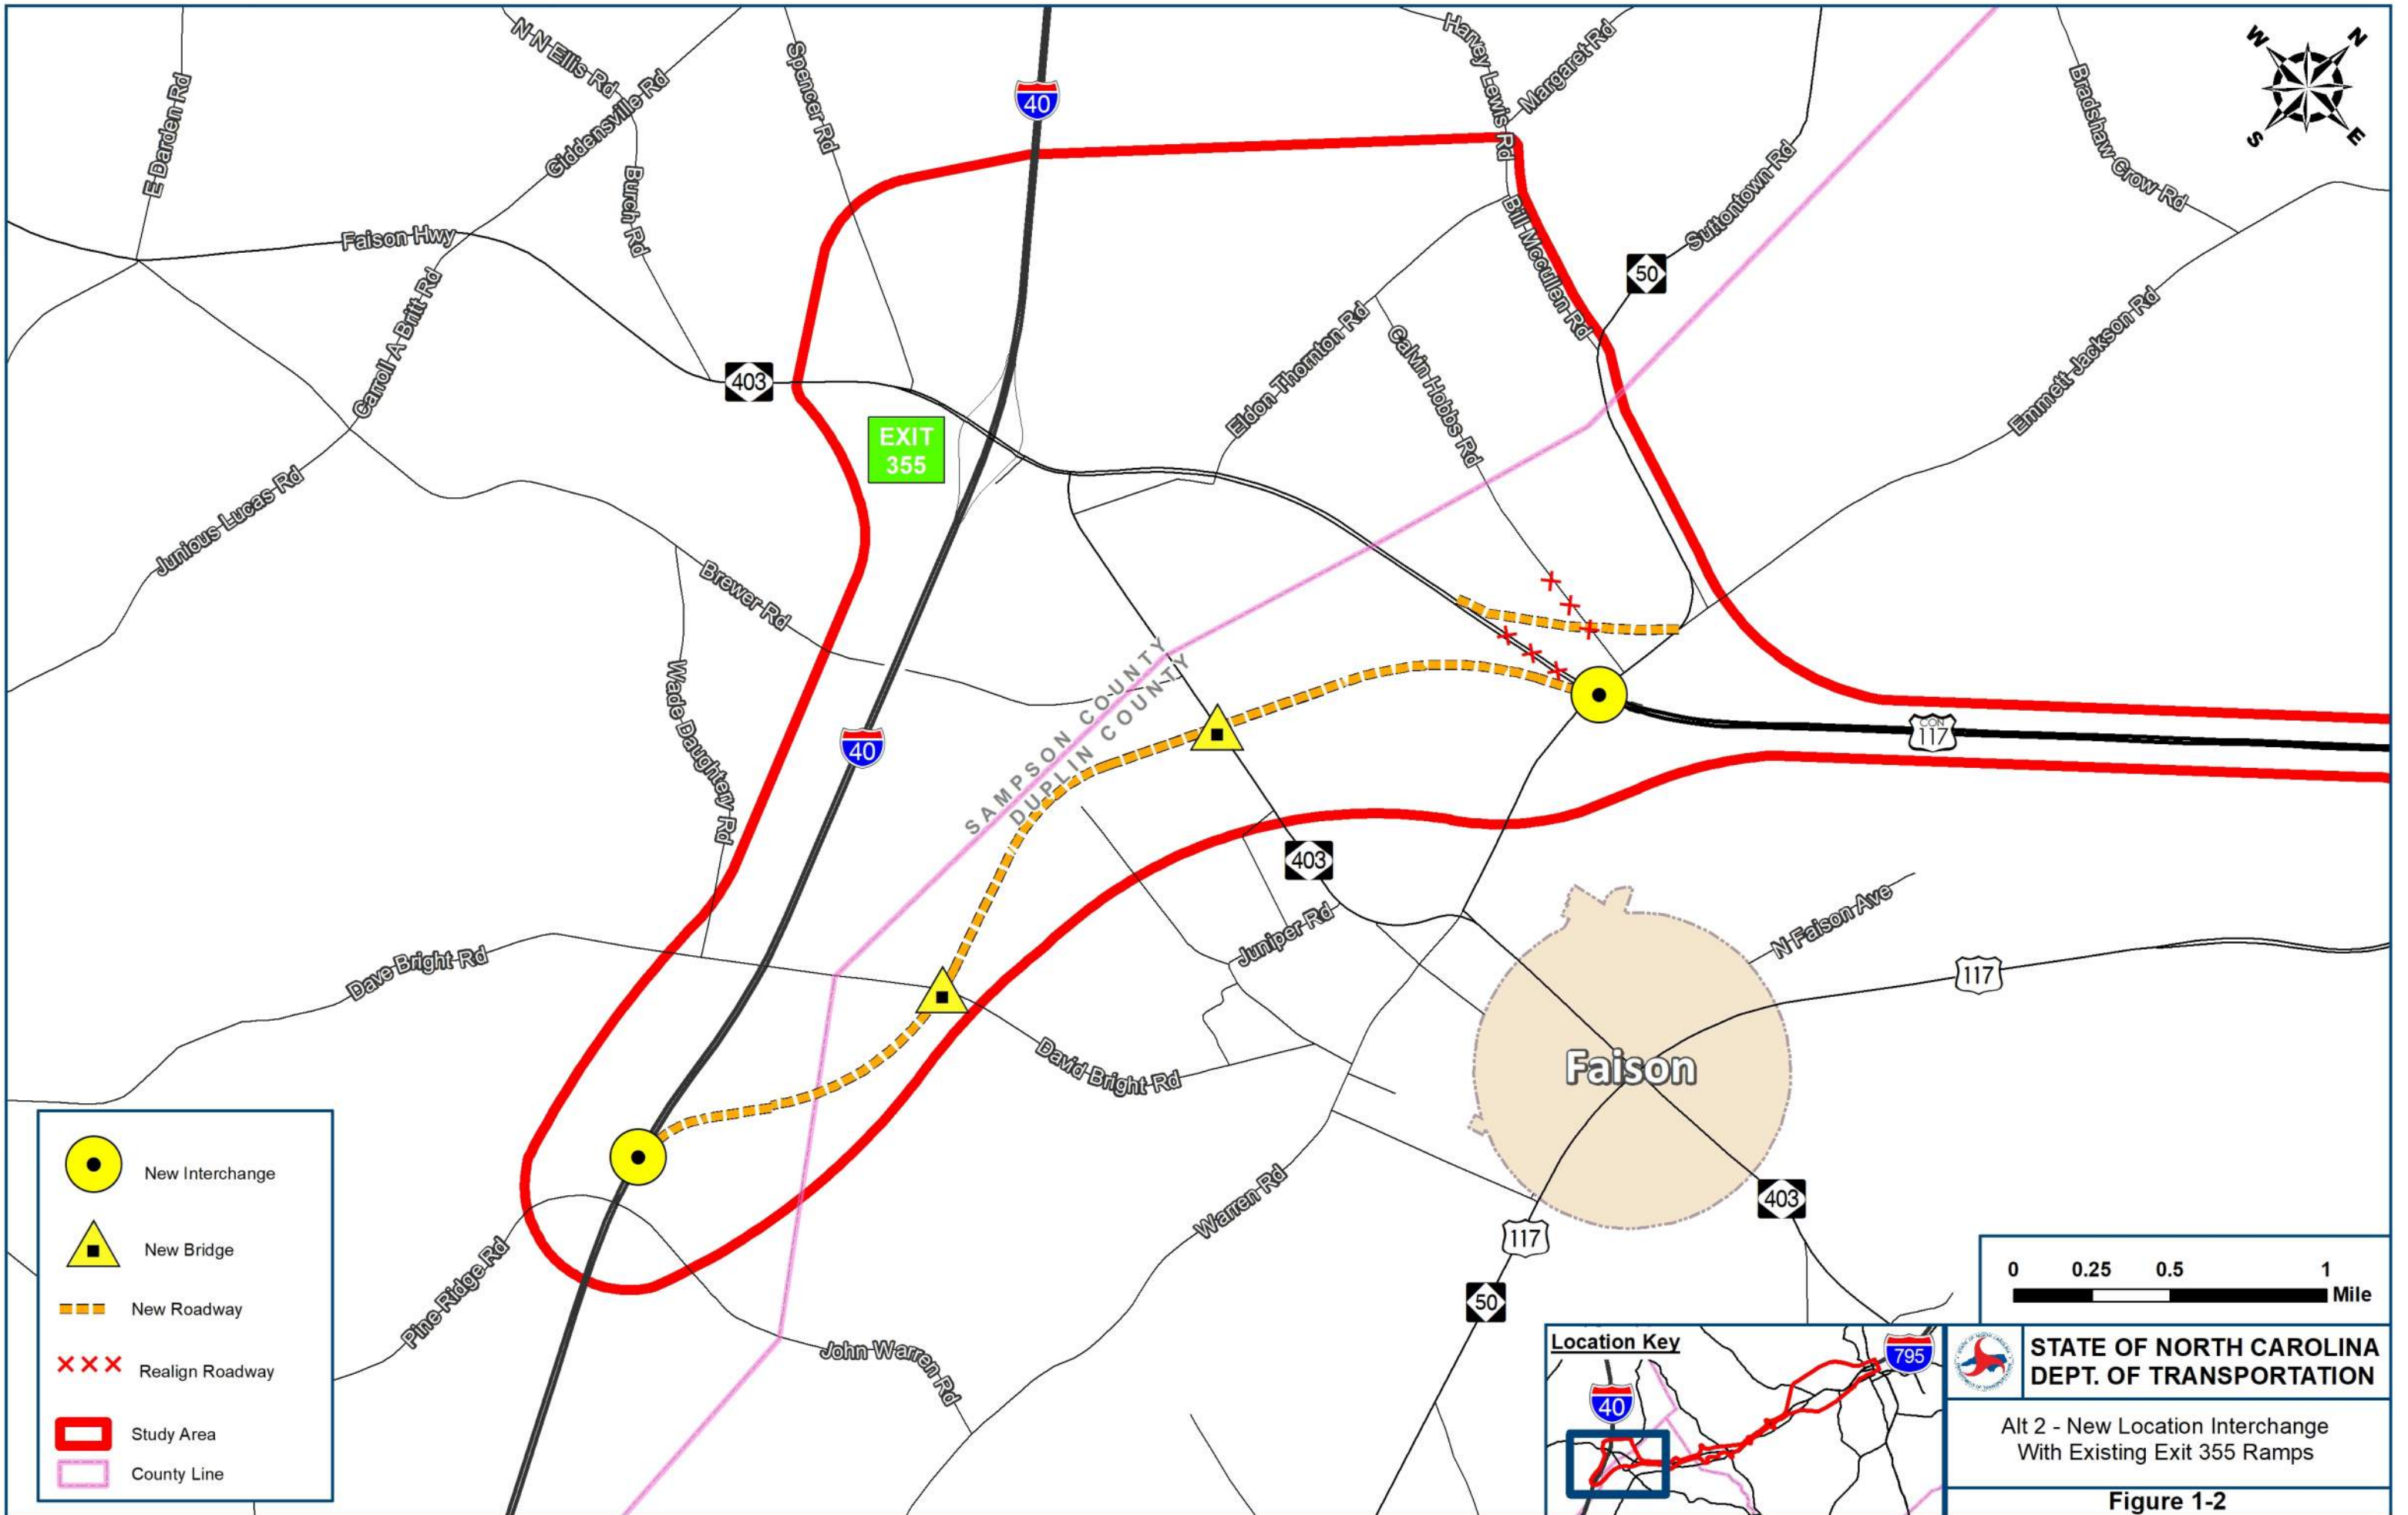 N N Ellis Rd
Harvey Lewis Rd
Margaret Rd
W
N
S
E
E Darden Rd
Giddensville Rd
Spencer Rd
40
Bradshaw Crow Rd
Burch Rd
Suttontown Rd
Bill Mccullen Rd
Faison Hwy
50
Carroll A Britt Rd
403
Eldon Thornton Rd
Calvin Hobbs Rd
Emmett Jackson Rd
EXIT
355
Junious Lucas Rd
Brewer Rd
SAMPSON COUNTY
DUPLIN COUNTY
Wade Daughtery Rd
40
CON
117
403
Juniper Rd
N Faison Ave
Dave Bright Rd
117
David Bright Rd
Faison
Warren Rd
403
117
50
Pine Ridge Rd
John Warren Rd
New Interchange
New Bridge
New Roadway
Realign Roadway
Study Area
County Line
0 0.25 0.5 1
Mile
Location Key
40
795
STATE OF NORTH CAROLINA
DEPT. OF TRANSPORTATION
Alt 2 - New Location Interchange
With Existing Exit 355 Ramps
Figure 1-2